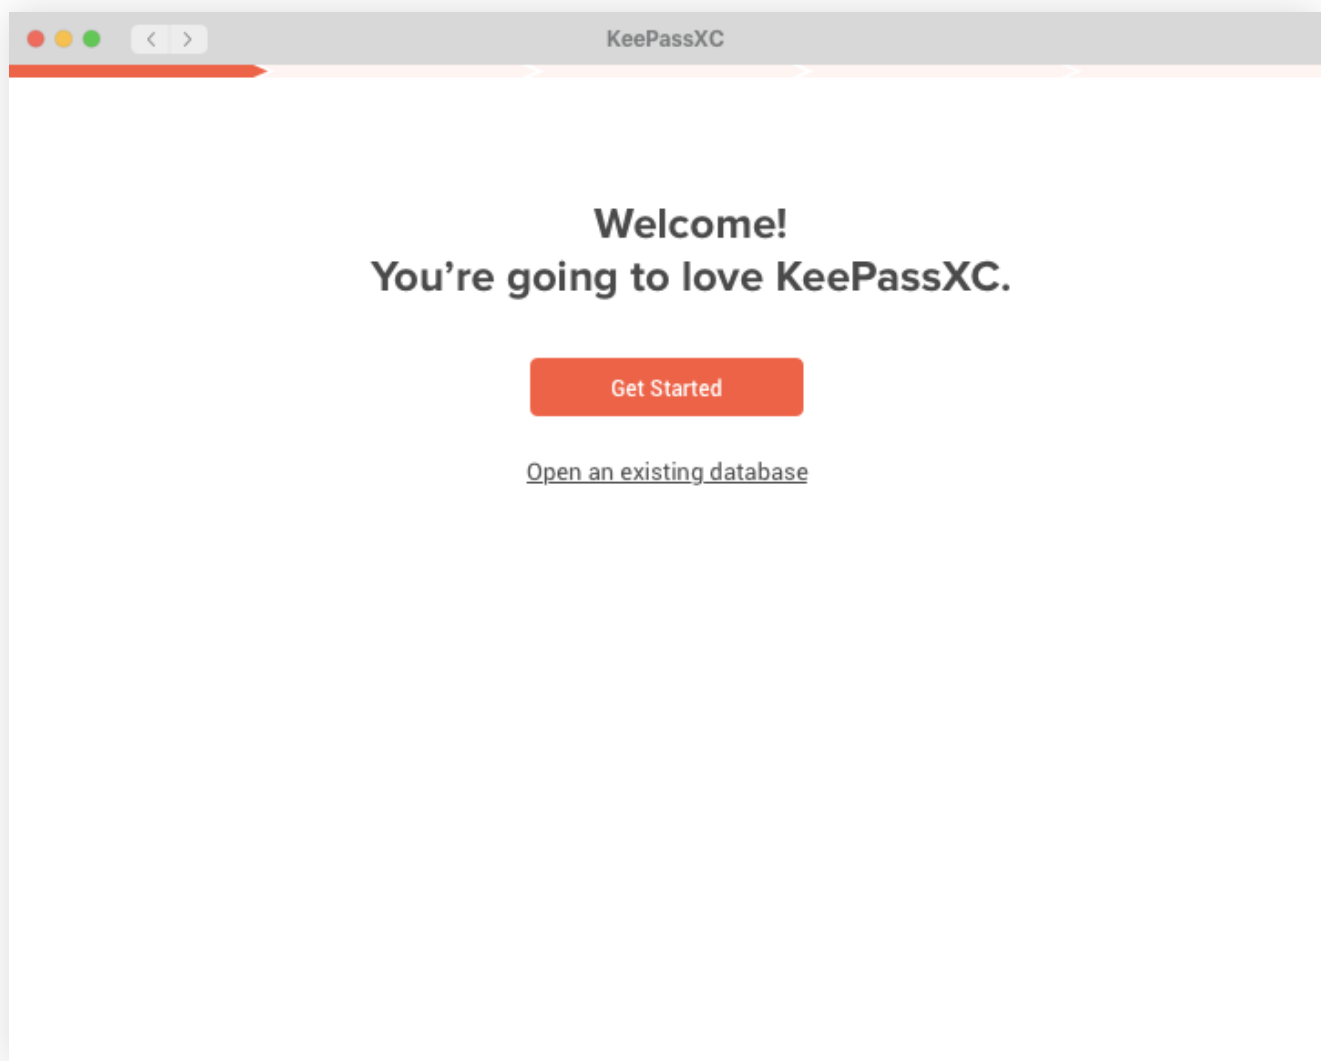 KeePassXC
Welcome!
You’re going to love KeePassXC.
Get Started
Open an existing database